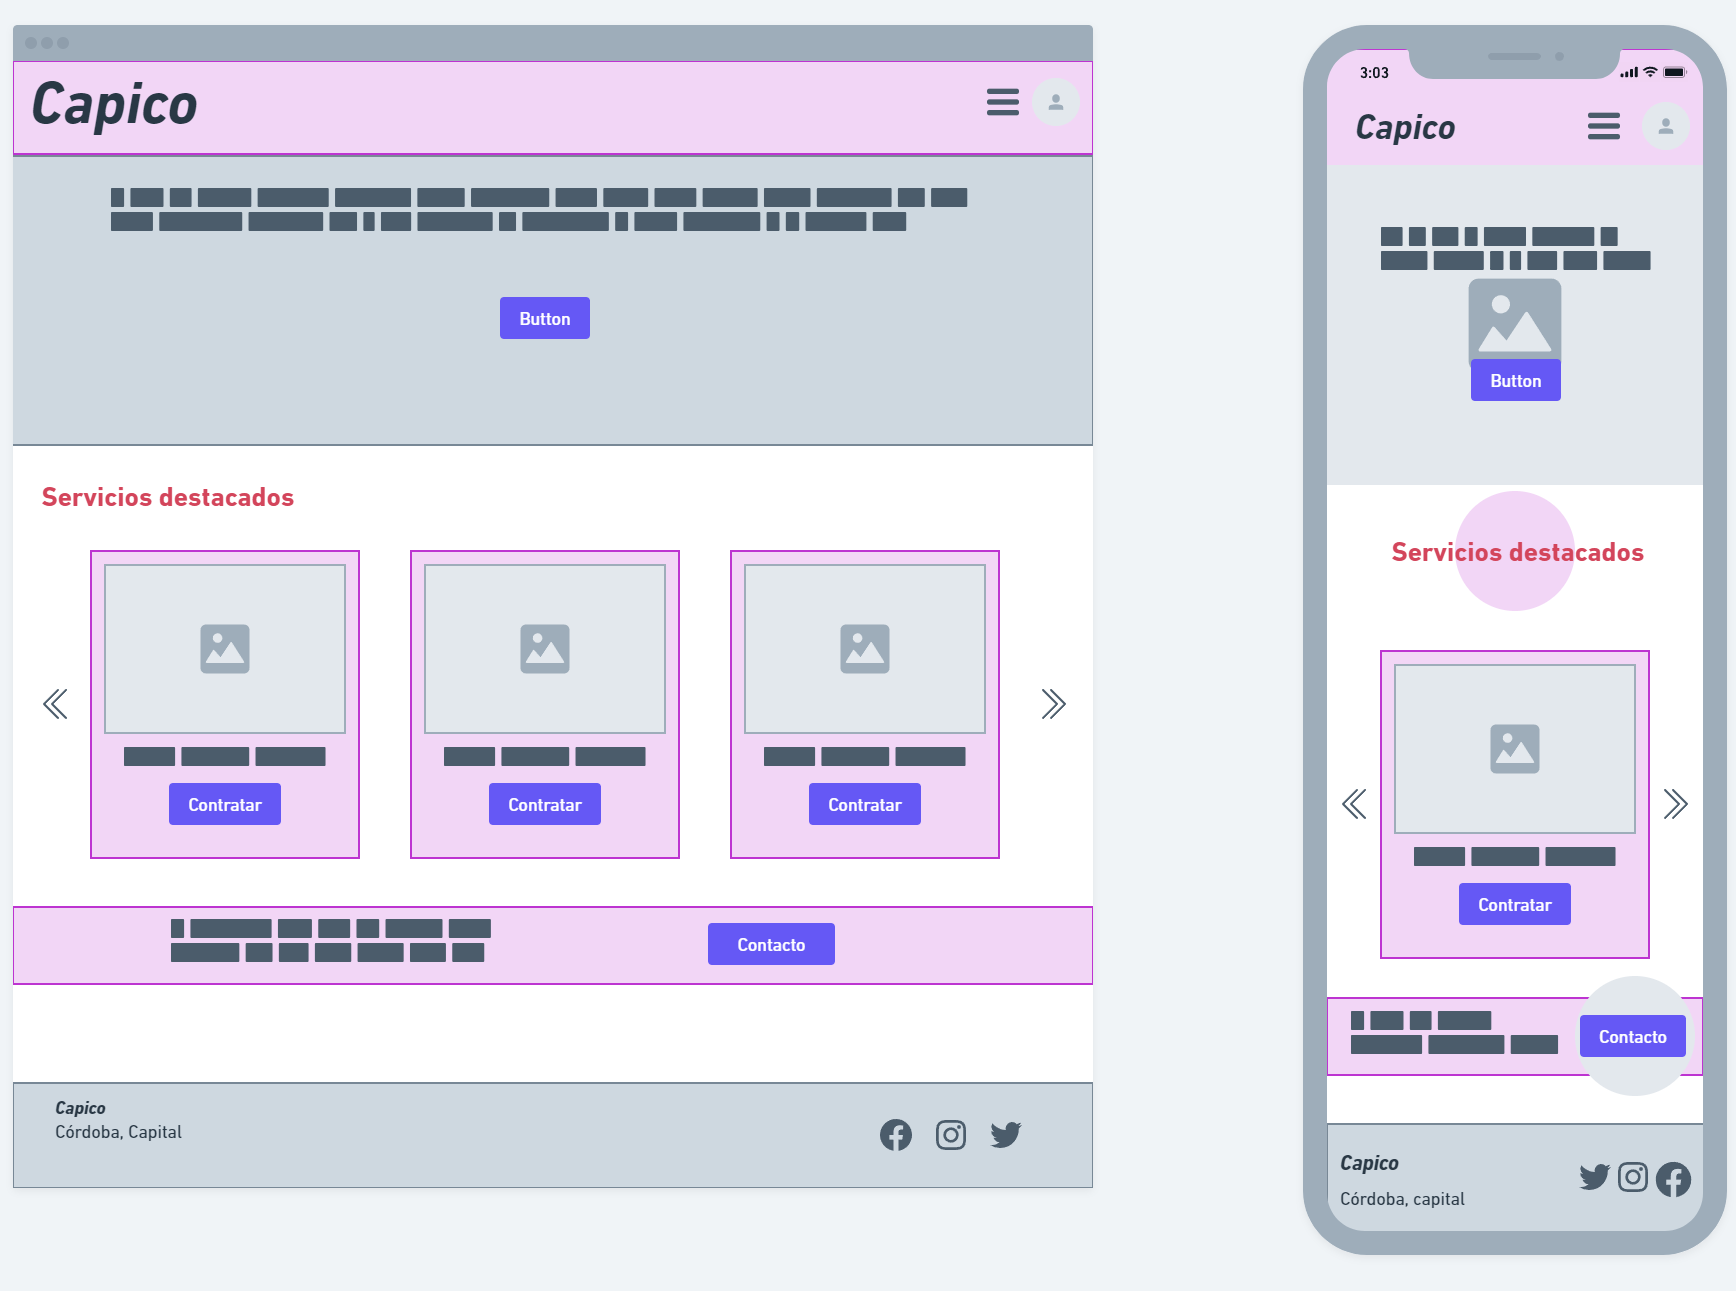 Capico
Button
Servicios destacados
Contratar
Contratar
Contratar
Contacto
Capico
Córdoba, Capital
3:03
Capico
Button
Servicios destacados
Contratar
Contacto
Capico
Córdoba, capital